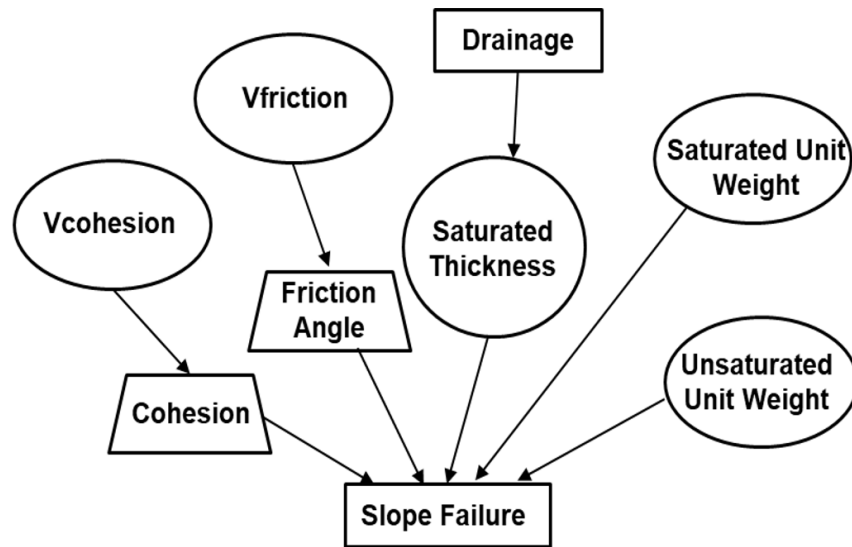 Drainage
Vfriction
Saturated Unit
Weight
Vcohesion
Saturated
Thickness
Friction
Angle
Unsaturated
Unit Weight
Cohesion
Slope Failure